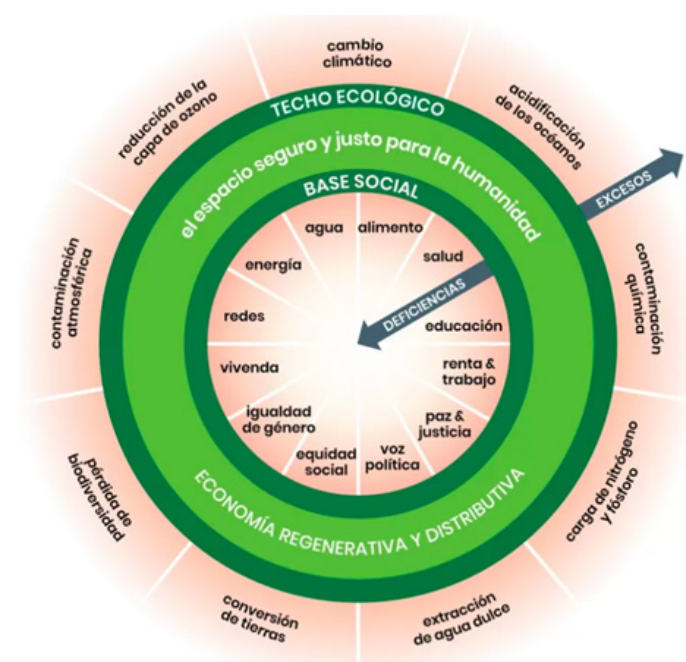 cambio
climático
acidificación
de los océanos
EXCESOS
contaminación
química
carga de nitrógeno
y fósforo
extracción
de agua dulce
conversión
de tierras
pérdida de
biodiversidad
contaminación
atmosférica
reducción de la
capa de ozono
TECHO ECOLÓGICO
el espacio seguro y justo para la humanidad
BASE SOCIAL
agua
alimento
salud
DEFICIENCIAS
educación
renta &
trabajo
paz &
justicia
voz
política
equidad
social
igualdad
de género
vivenda
redes
energía
ECONOMÍA REGENERATIVA Y DISTRIBUTIVA